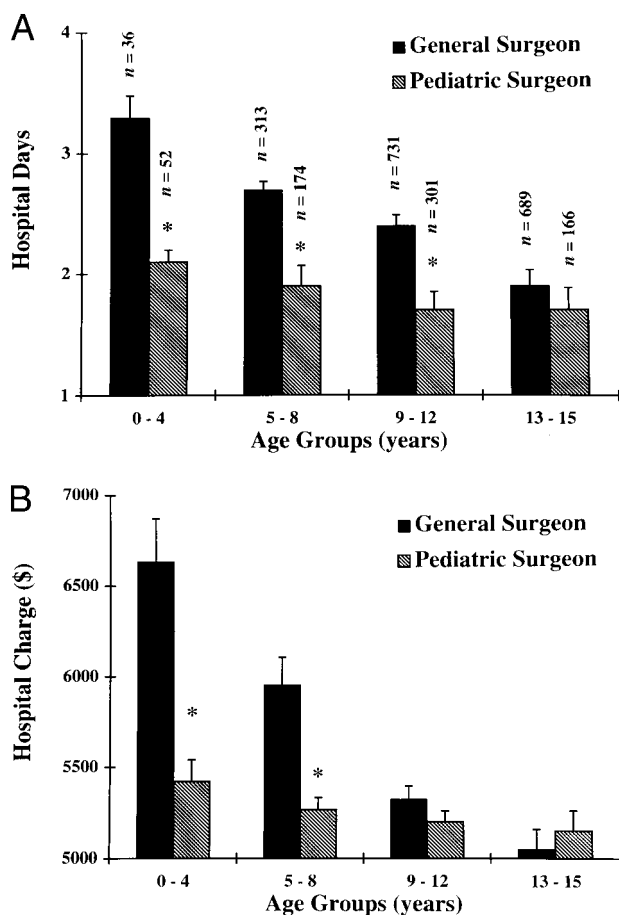 A
4
3
2
1
Hospital Days
General Surgeon
Pediatric Surgeon
n = 36
n = 52
*
n = 313
n = 174
*
n = 731
n = 301
*
n = 689
n = 166
0 - 4
5 - 8
9 - 12
13 - 15
Age Groups (years)
B
7000
6500
6000
5500
5000
Hospital Charge ($)
General Surgeon
Pediatric Surgeon
*
*
0 - 4
5 - 8
9 - 12
13 - 15
Age Groups (years)